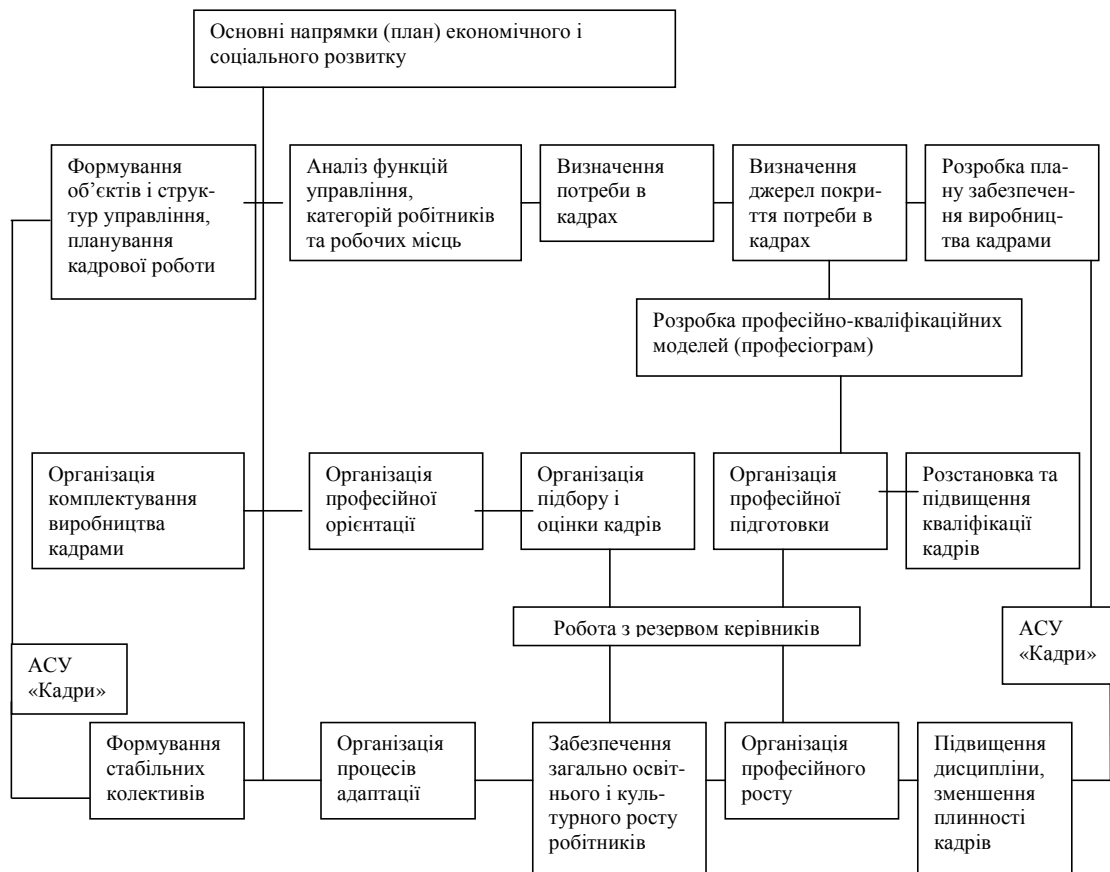 Основні напрямки (план) економічного і
соціального розвитку
Формування
об’єктів і струк-
тур управління,
планування
кадрової роботи
Аналіз функцій
управління,
категорій робітників
та робочих місць
Визначення
потреби в
кадрах
Визначення
джерел покри-
ття потреби в
кадрах
Розробка пла-
ну забезпечен-
ня виробниц-
тва кадрами
Розробка професійно-кваліфікаційних
моделей (професіограм)
Організація
комплектування
виробництва
кадрами
Організація
професійної
орієнтації
Організація
підбору і
оцінки кадрів
Організація
професійної
підготовки
Розстановка та
підвищення
кваліфікації
кадрів
Робота з резервом керівників
АСУ
«Кадри»
АСУ
«Кадри»
Формування
стабільних
колективів
Організація
процесів
адаптації
Забезпечення
загально освіт-
нього і куль-
турного росту
робітників
Організація
професійного
росту
Підвищення
дисципліни,
зменшення
плинності
кадрів